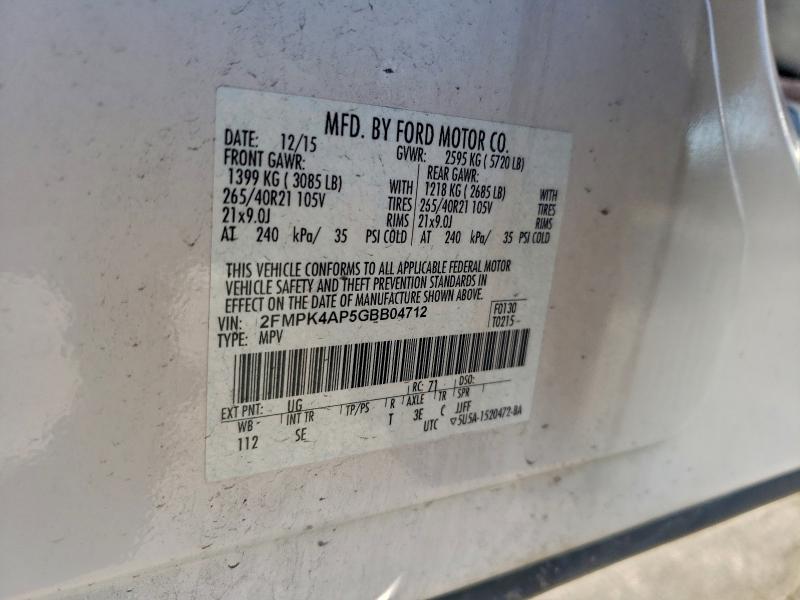 MFD. BY FORD MOTOR CO.
DATE: 12/15 GVWR: 2595 KG ( 5720 LB)
FRONT GAWR: REAR GAWR:
1399 KG ( 3085 LB) WITH 1218 KG ( 2685 LB) WITH
265/40R21 105V TIRES 265/40R21 105V TIRES
21x9.0J RIMS 21x9.0J RIMS
AT 240 kPa/ 35 PSI COLD AT 240 kPa/ 35 PSI COLD
THIS VEHICLE CONFORMS TO ALL APPLICABLE FEDERAL MOTOR
VEHICLE SAFETY AND THEFT PREVENTION STANDARDS IN
EFFECT ON THE DATE OF MANUFACTURE SHOWN ABOVE.
VIN: 2FMPK4AP5GBB04712 F0130
TYPE: MPV T0215
EXT PNT: UG RC: 71 DSO:
WB INT TR TP/PS R AXLE TR SPR
112 SE T 3E C JJFF
UTC ▽5U5A-1520472-BA